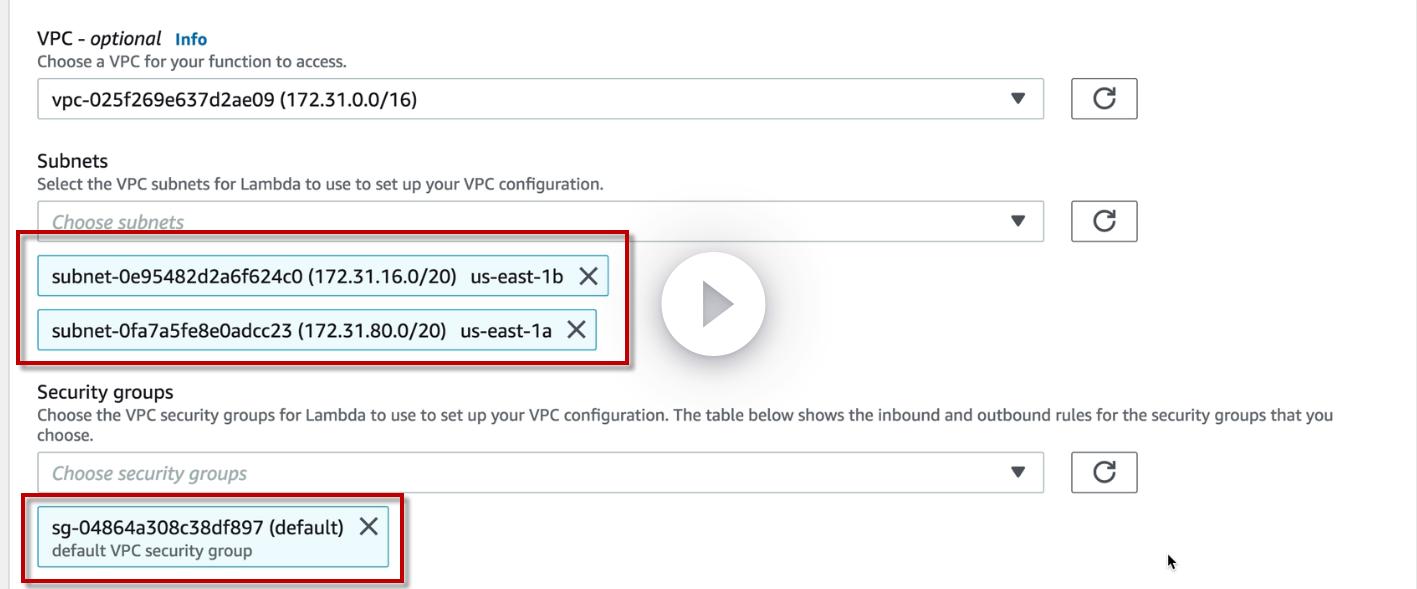 VPC - optional Info
Choose a VPC for your function to access.
vpc-025f269e637d2ae09 (172.31.0.0/16)
Subnets
Select the VPC subnets for Lambda to use to set up your VPC configuration.
Choose subnets
subnet-0e95482d2a6f624c0 (172.31.16.0/20) us-east-1b
subnet-0fa7a5fe8e0adcc23 (172.31.80.0/20) us-east-1a
Security groups
Choose the VPC security groups for Lambda to use to set up your VPC configuration. The table below shows the inbound and outbound rules for the security groups that you
choose.
Choose security groups
sg-04864a308c38df897 (default)
default VPC security group